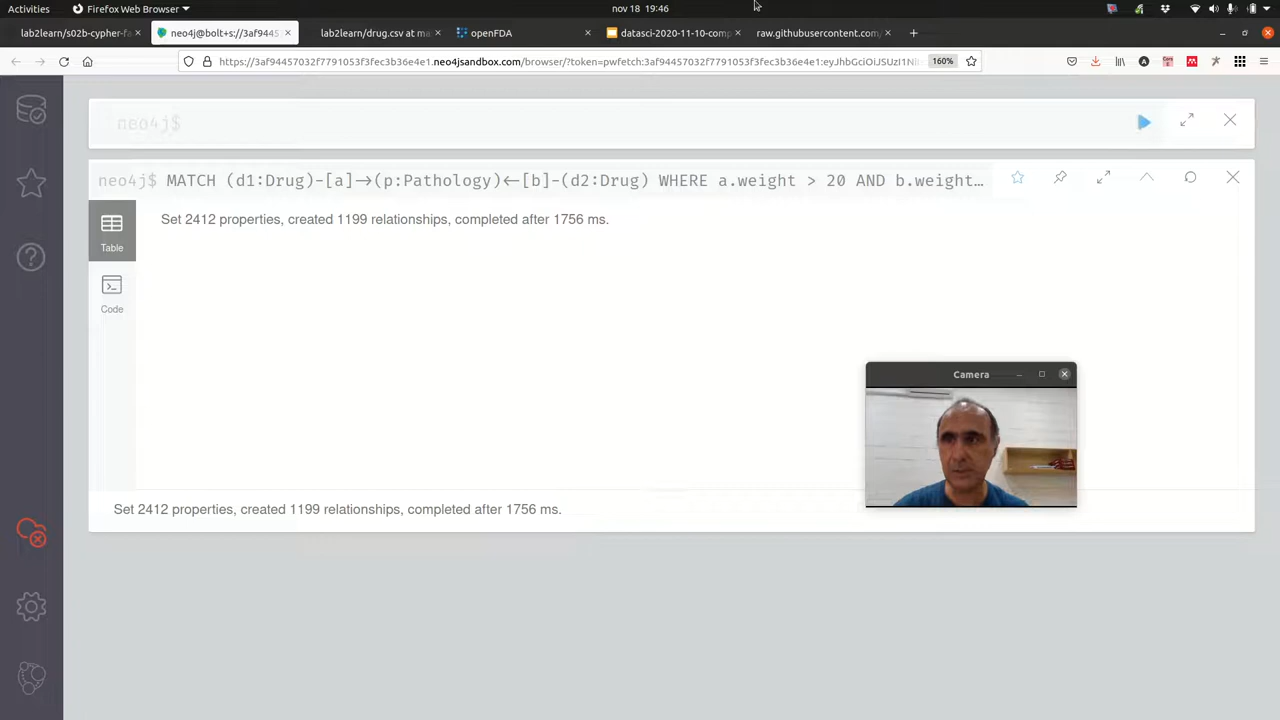 Activities
Firefox Web Browser
nov 18 19:46
lab2learn/s02b-cypher-fa
neo4j@bolt+s://3af9445
lab2learn/drug.csv at ma
openFDA
datasci-2020-11-10-comp
raw.githubusercontent.com/
https://3af94457032f7791053f3fec3b36e4e1.neo4jsandbox.com/browser/?token=pwfetch:3af94457032f7791053f3fec3b36e4e1:eyJhbGciOiJSUzI1Ni
160%
neo4j$
neo4j$ MATCH (d1:Drug)-[a]->(p:Pathology)<-[b]-(d2:Drug) WHERE a.weight > 20 AND b.weight…
Table
Set 2412 properties, created 1199 relationships, completed after 1756 ms.
Code
Camera
Set 2412 properties, created 1199 relationships, completed after 1756 ms.